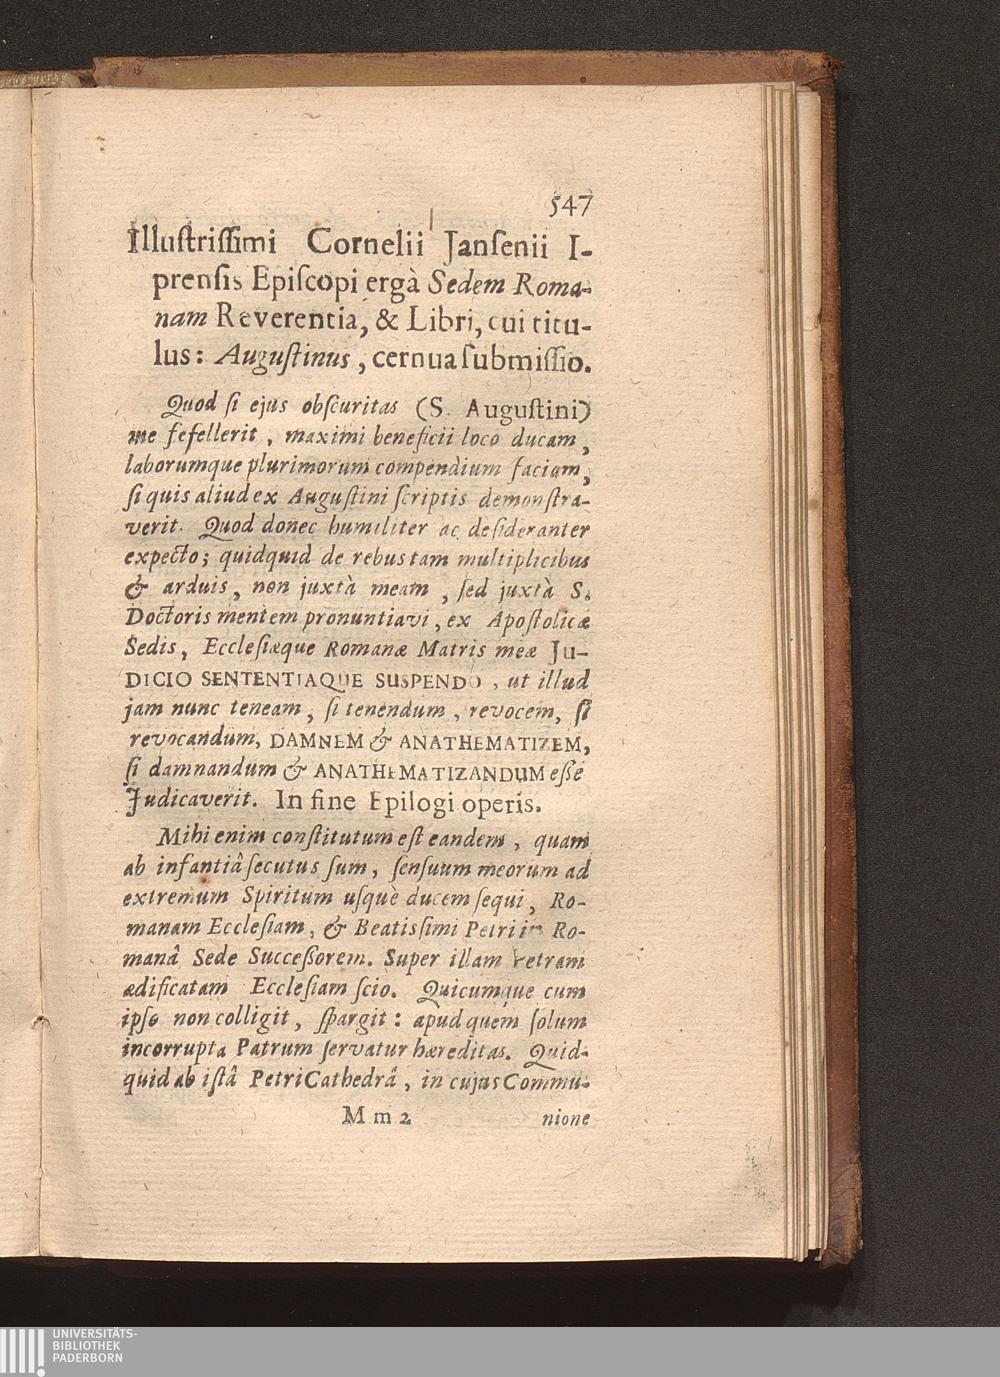 547
Illustrissimi Cornelii Jansenii I-
prensis Episcopi ergà Sedem Roma-
nam Reverentia, & Libri, cui titu-
lus: Augustinus, cernua submissio.
Quod si ejus obscuritas (S. Augustini)
me fefellerit, maximi beneficii loco ducam,
laborumque plurimorum compendium faciam,
si quis aliud ex Augustini scriptis demonstra-
verit. Quod donec humiliter ac desideranter
expecto; quidquid de rebus tam multiplicibus
& arduis, non juxtà meam, sed juxtà S.
Doctoris mentem pronuntiavi, ex Apostolicæ
Sedis, Ecclesiæque Romanæ Matris meæ JU-
DICIO SENTENTIAQUE SUSPENDO, ut illud
jam nunc teneam, si tenendum, revocem, si
revocandum, DAMNEM & ANATHEMATIZEM,
si damnandum & ANATHEMATIZANDUM esse
Judicaverit. In fine Epilogi operis.
Mihi enim constitutum est eandem, quam
ab infantiâ secutus sum, sensuum meorum ad
extremum Spiritum usquè ducem sequi, Ro-
manam Ecclesiam, & Beatissimi Petri in Ro-
manâ Sede Successorem. Super illam Petram
ædificatam Ecclesiam scio. Quicumque cum
ipso non colligit, spargit: apud quem solum
incorrupta Patrum servatur hæreditas. Quid-
quid ab istâ Petri Cathedrâ, in cujus Commu-
M m 2 nione
UNIVERSITÄTS-
BIBLIOTHEK
PADERBORN